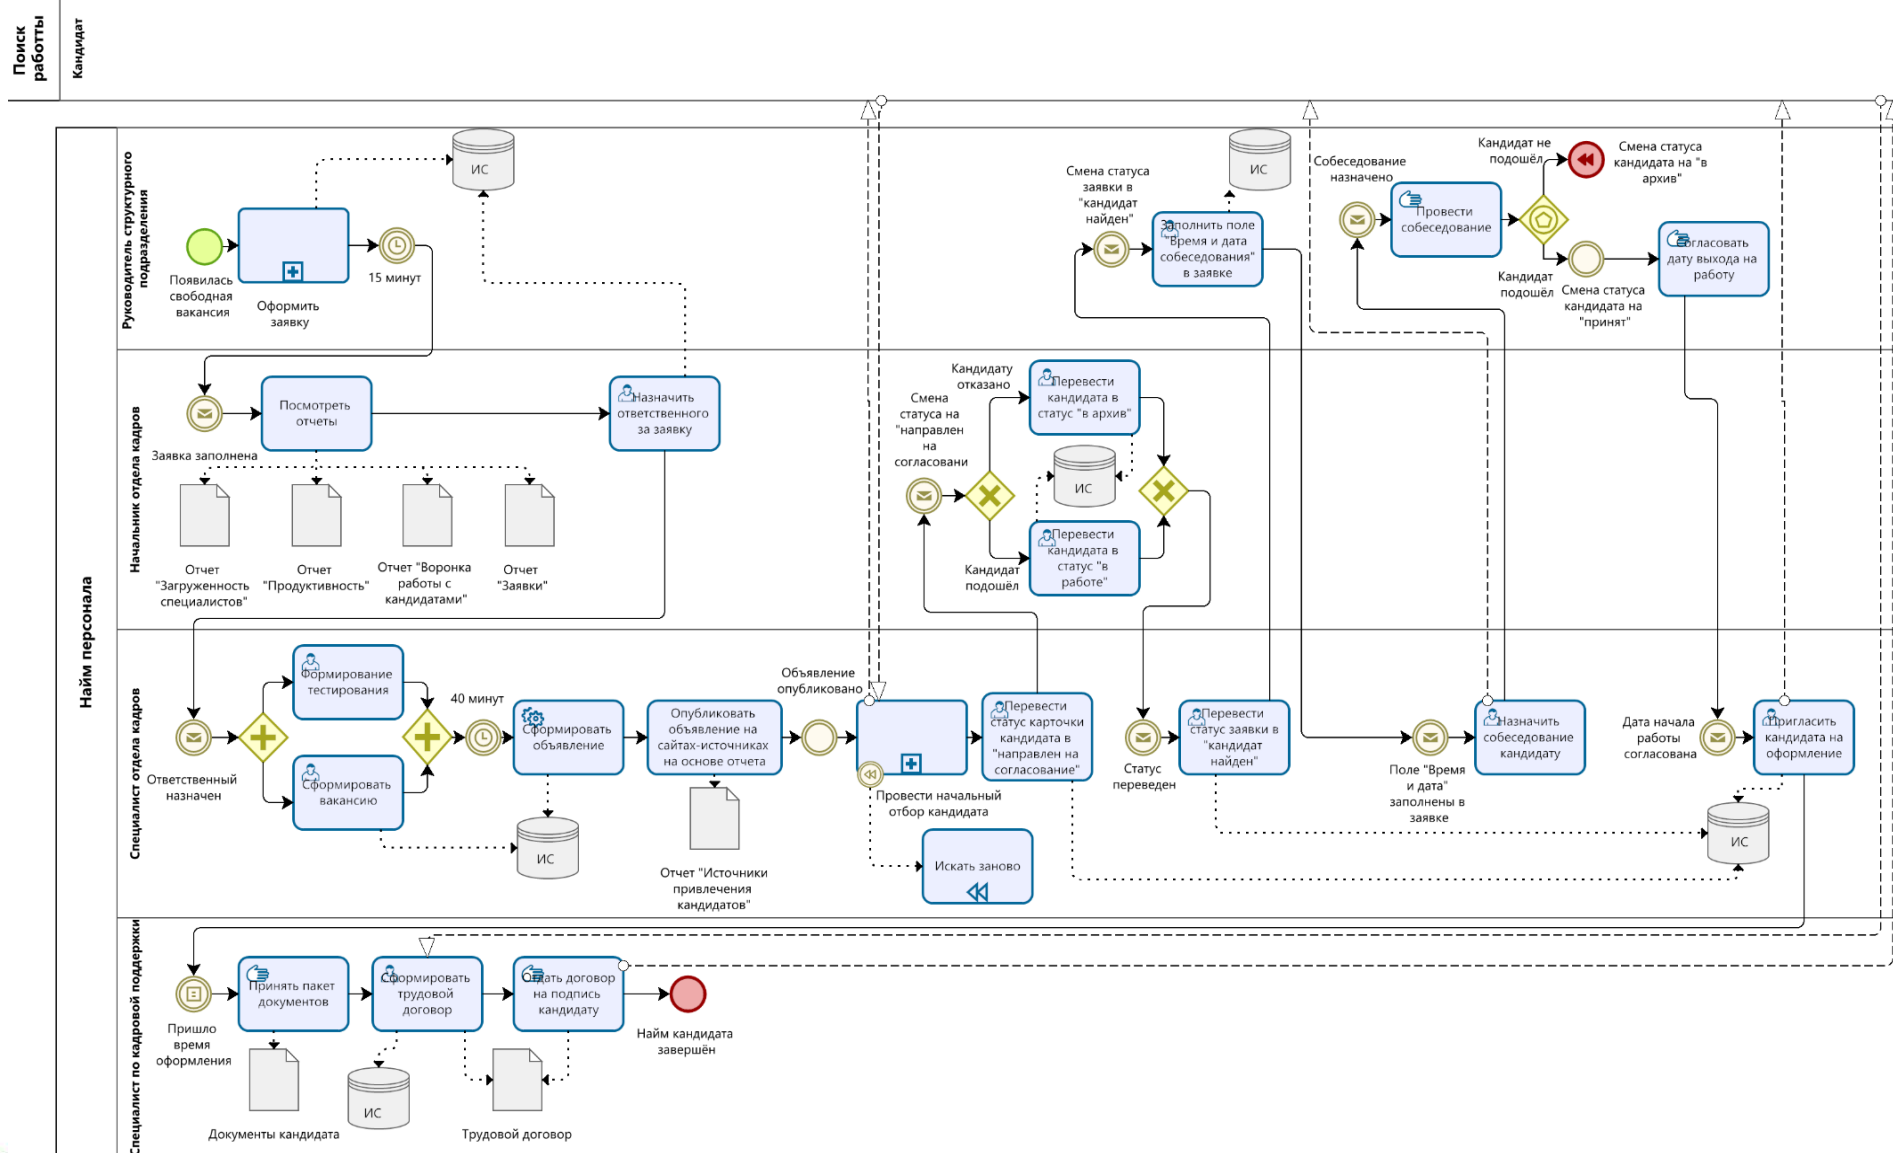 Поиск
работты
Кандидат
Найм персонала
Руководитель структурного
подразделения
Появилась
свободная
вакансия
Оформить
заявку
15 минут
ИС
Смена статуса
заявки в
"кандидат
найден"
Заполнить поле
"Время и дата
собеседования"
в заявке
ИС
Собеседование
назначено
Провести
собеседование
Кандидат не
подошёл
Смена статуса
кандидата на "в
архив"
Кандидат
подошёл
Смена статуса
кандидата на
"принят"
Согласовать
дату выхода на
работу
Начальник отдела кадров
Заявка заполнена
Посмотреть
отчеты
Отчет
"Загруженность
специалистов"
Отчет
"Продуктивность"
Отчет "Воронка
работы с
кандидатами"
Отчет
"Заявки"
Назначить
ответственного
за заявку
Смена
статуса на
"направлен
на
согласовани
Кандидату
отказано
Перевести
кандидата в
статус "в архив"
ИС
Кандидат
подошёл
Перевести
кандидата в
статус "в
работе"
Специалист отдела кадров
Ответственный
назначен
Формирование
тестирования
Сформировать
вакансию
40 минут
Сформировать
объявление
ИС
Опубликовать
объявление на
сайтах-источниках
на основе отчета
Отчет "Источники
привлечения
кандидатов"
Объявление
опубликовано
Провести начальный
отбор кандидата
Искать заново
Перевести
статус карточки
кандидата в
"направлен на
согласование"
Статус
переведен
Перевести
статус заявки в
"кандидат
найден"
Поле "Время
и дата"
заполнены в
заявке
Назначить
собеседование
кандидату
Дата начала
работы
согласована
Пригласить
кандидата на
оформление
ИС
Специалист по кадровой поддержки
Пришло
время
оформления
Принять пакет
документов
Документы кандидата
Сформировать
трудовой
договор
ИС
Отдать договор
на подпись
кандидату
Трудовой договор
Найм кандидата
завершён